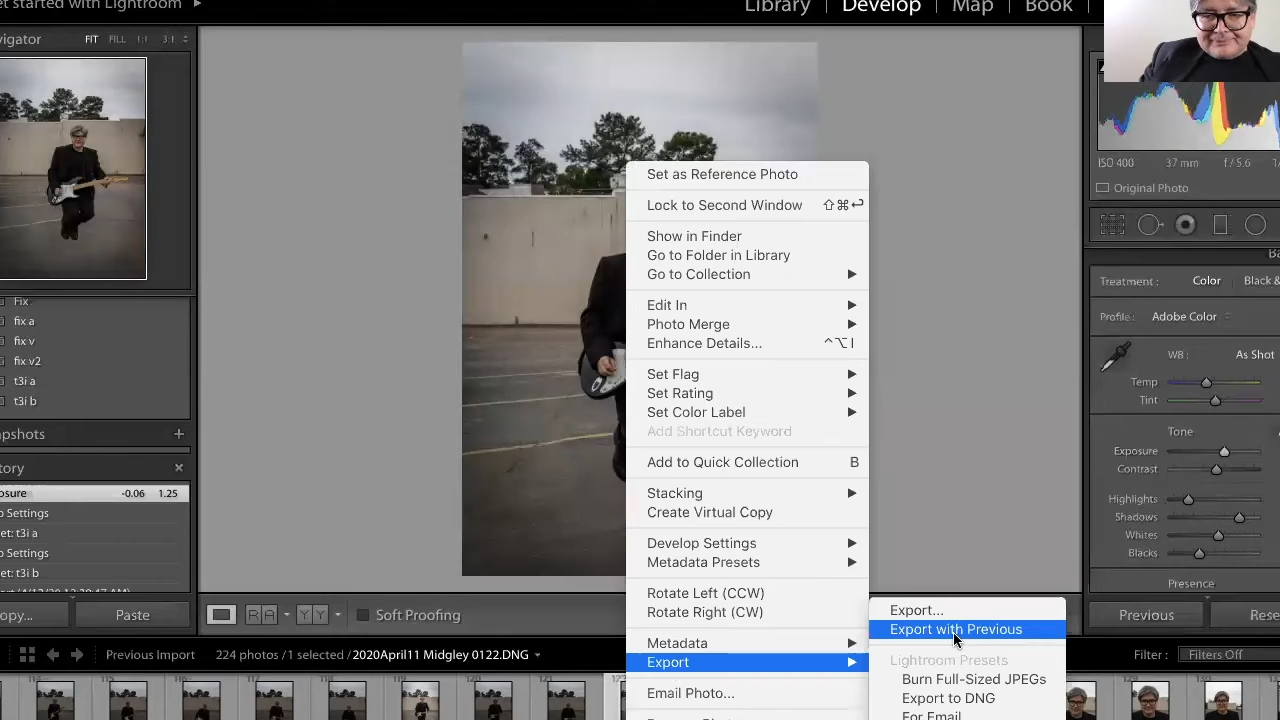 et started with Lightroom
Library
Develop
Map
Book
vigator
FIT
FILL
1:1
3:1
Fix
fix a
fix v
fix v2
t3i a
t3i b
apshots
tory
osure -0.06 1.25
o Settings
et: t3i a
o Settings
et: t3i b
opy...
Paste
Soft Proofing
Previous Import
224 photos / 1 selected / 2020April11 Midgley 0122.DNG
Set as Reference Photo
Lock to Second Window ⇧⌘↩
Show in Finder
Go to Folder in Library
Go to Collection
Edit In
Photo Merge
Enhance Details... ^⌥I
Set Flag
Set Rating
Set Color Label
Add Shortcut Keyword
Add to Quick Collection B
Stacking
Create Virtual Copy
Develop Settings
Metadata Presets
Rotate Left (CCW)
Rotate Right (CW)
Metadata
Export
Email Photo...
Export...
Export with Previous
Lightroom Presets
Burn Full-Sized JPEGs
Export to DNG
For Email
ISO 400 37 mm f / 5.6
Original Photo
Ba
Treatment : Color Black &
Profile: Adobe Color
WB : As Shot
Temp
Tint
Tone
Exposure
Contrast
Highlights
Shadows
Whites
Blacks
Presence
Previous
Rese
Filter : Filters Off